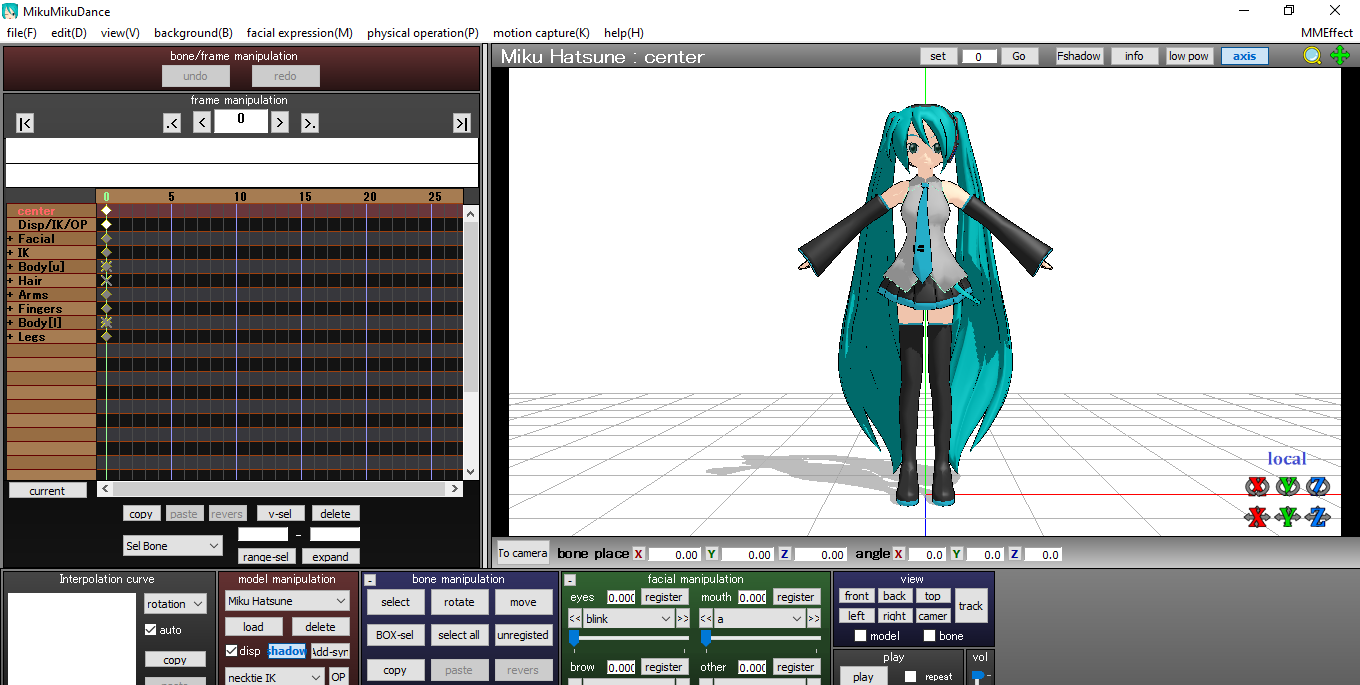 MikuMikuDance
file(F) edit(D) view(V) background(B) facial expression(M) physical operation(P) motion capture(K) help(H) MMEffect
bone/frame manipulation
undo redo
frame manipulation
|< .< < 0 > >. >|
0 5 10 15 20 25
center
Disp/IK/OP
+ Facial
+ IK
+ Body[u]
+ Hair
+ Arms
+ Fingers
+ Body[l]
+ Legs
current
copy paste revers v-sel delete
-
Sel Bone range-sel expand
Miku Hatsune : center set 0 Go Fshadow info low pow axis
local
X Y Z
X Y Z
To camera bone place X 0.00 Y 0.00 Z 0.00 angle X 0.0 Y 0.0 Z 0.0
Interpolation curve
rotation
auto
copy
model manipulation
Miku Hatsune
load delete
disp shadow Add-syn
necktie IK OP
- bone manipulation
select rotate move
BOX-sel select all unregisted
copy paste revers
- facial manipulation
eyes 0.000 register mouth 0.000 register
<< blink >> << a >>
brow 0.000 register other 0.000 register
view
front back top track
left right camer
model bone
play
play repeat
vol